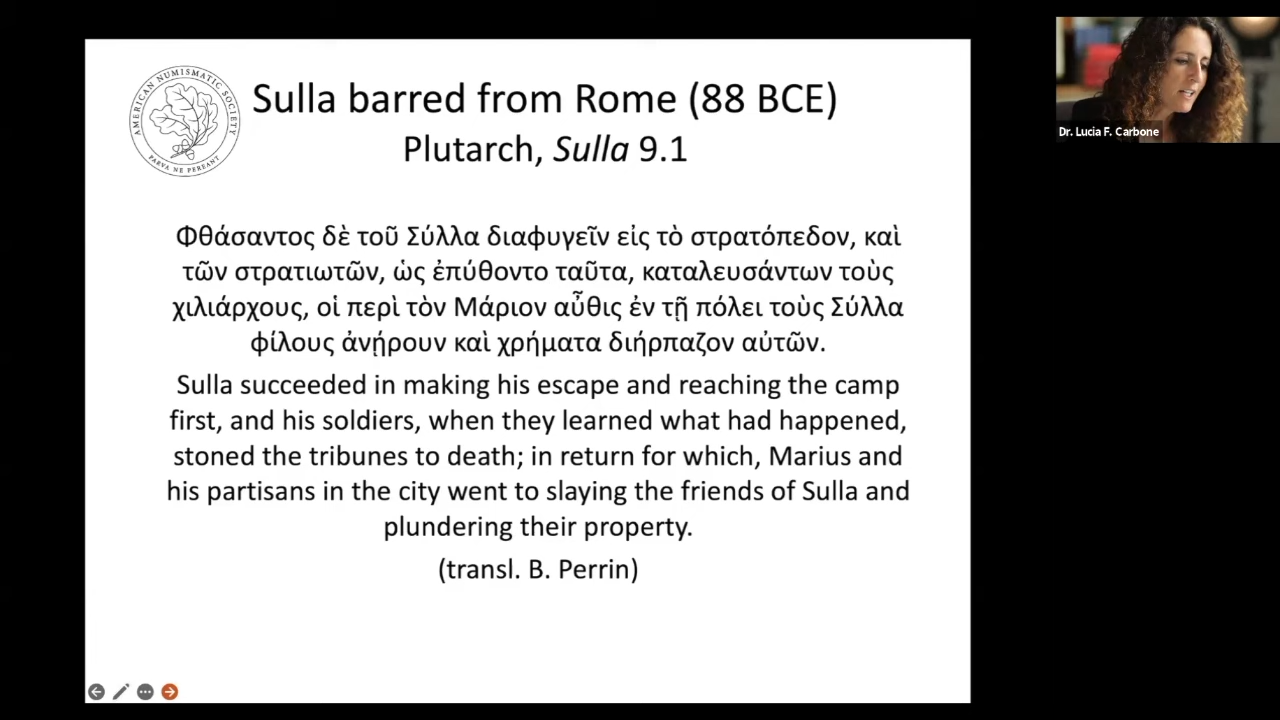 AMERICAN NUMISMATIC SOCIETY
PARVA NE PEREANT
Sulla barred from Rome (88 BCE)
Plutarch, Sulla 9.1
Φθάσαντος δὲ τοῦ Σύλλα διαφυγεῖν εἰς τὸ στρατόπεδον, καὶ
τῶν στρατιωτῶν, ὡς ἐπύθοντο ταῦτα, καταλευσάντων τοὺς
χιλιάρχους, οἱ περὶ τὸν Μάριον αὖθις ἐν τῇ πόλει τοὺς Σύλλα
φίλους ἀνῄρουν καὶ χρήματα διήρπαζον αὐτῶν.
Sulla succeeded in making his escape and reaching the camp
first, and his soldiers, when they learned what had happened,
stoned the tribunes to death; in return for which, Marius and
his partisans in the city went to slaying the friends of Sulla and
plundering their property.
(transl. B. Perrin)
Dr. Lucia F. Carbone